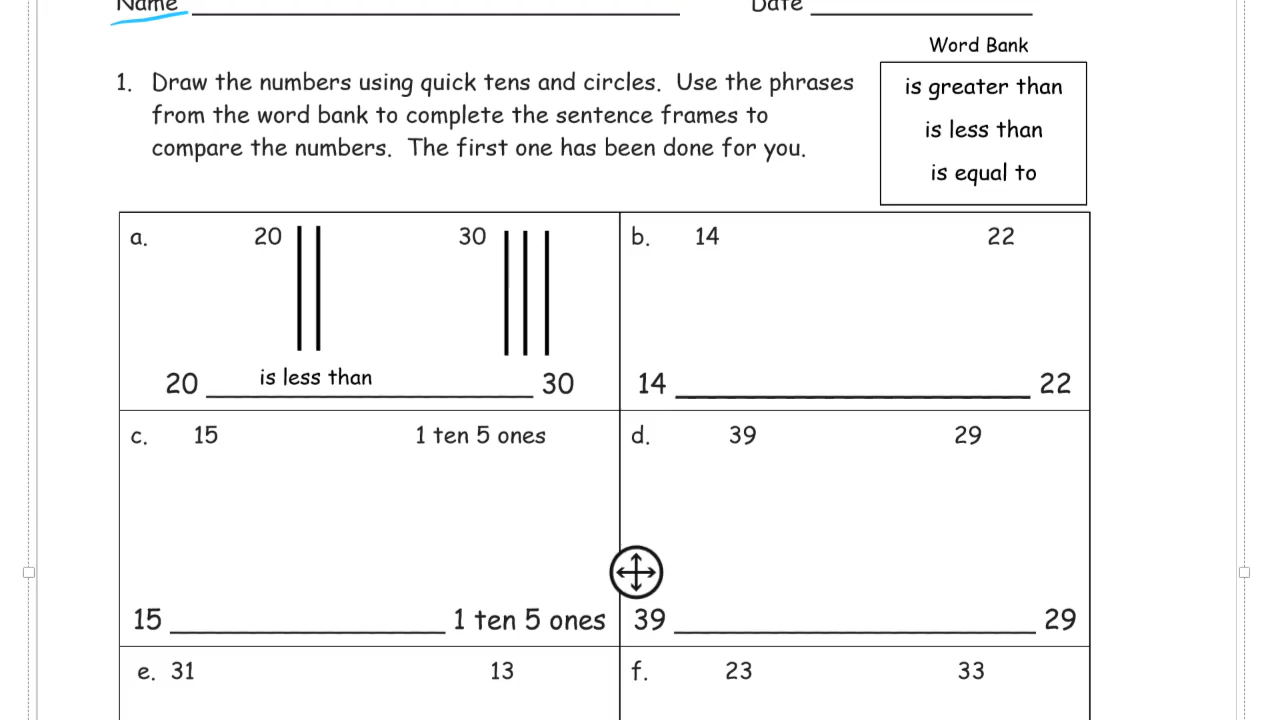 Name Date
Word Bank
1. Draw the numbers using quick tens and circles. Use the phrases
from the word bank to complete the sentence frames to
compare the numbers. The first one has been done for you.
is greater than
is less than
is equal to
a. 20 30
20 is less than 30
b. 14 22
14 22
c. 15 1 ten 5 ones
15 1 ten 5 ones
d. 39 29
39 29
e. 31 13
f. 23 33